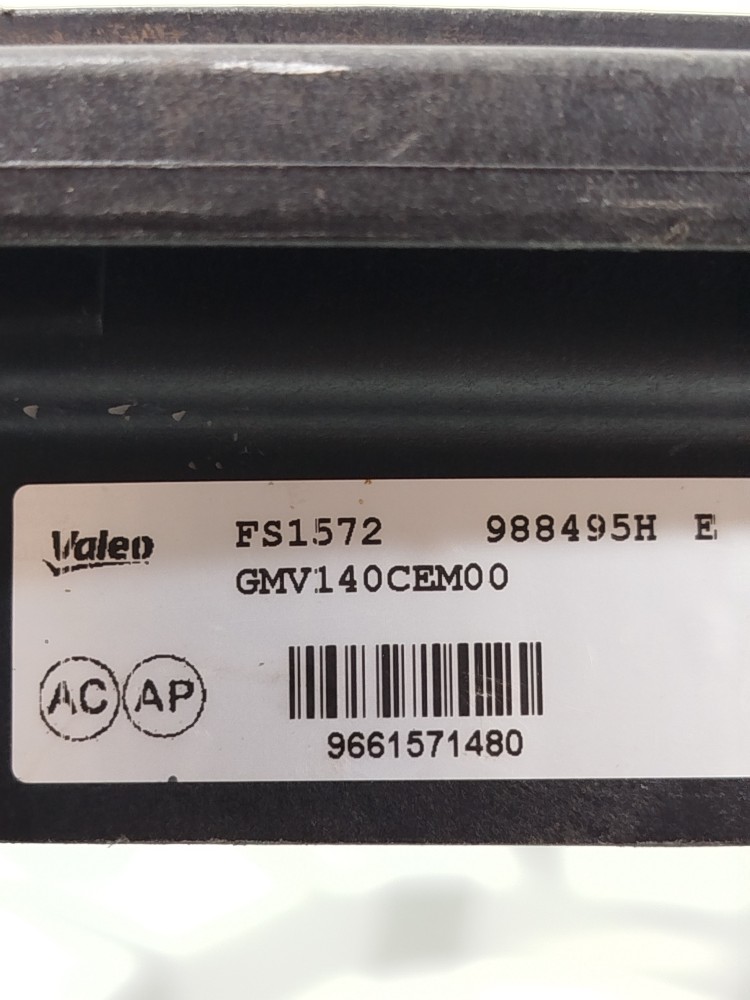 Valeo FS1572 988495H E
GMV140CEM00
AC AP
9661571480